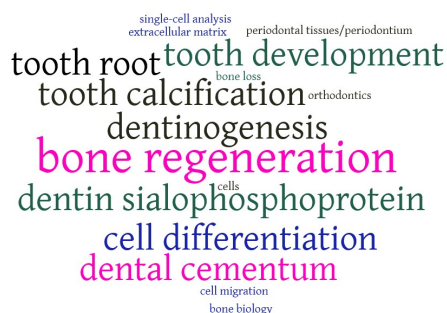 single-cell analysis
extracellular matrix
periodontal tissues/periodontium
tooth root
tooth development
bone loss
tooth calcification
orthodontics
dentinogenesis
bone regeneration
cells
dentin sialophosphoprotein
cell differentiation
dental cementum
cell migration
bone biology